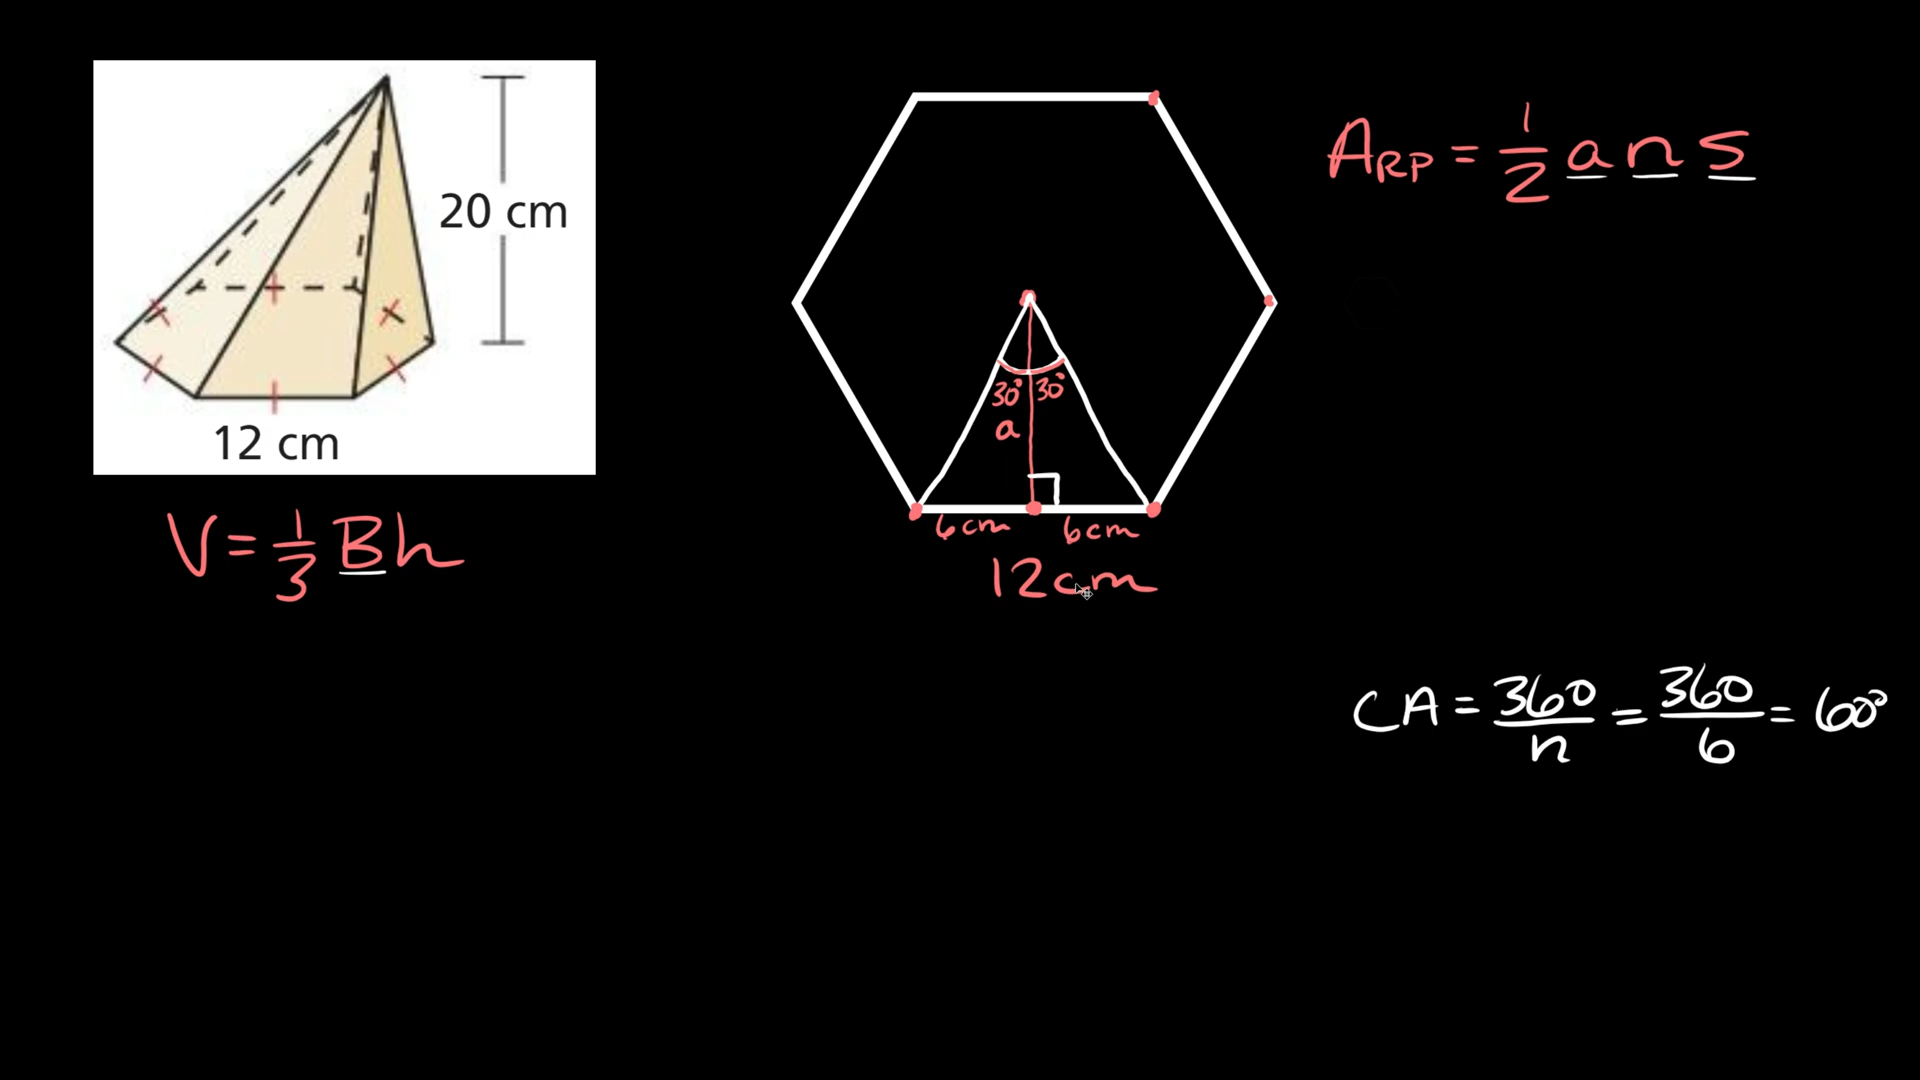 20 cm
12 cm
V = 1/3 Bh
30° 30°
a
6cm 6cm
12cm
A_RP = 1/2 a n s
CA = 360/n = 360/6 = 60°